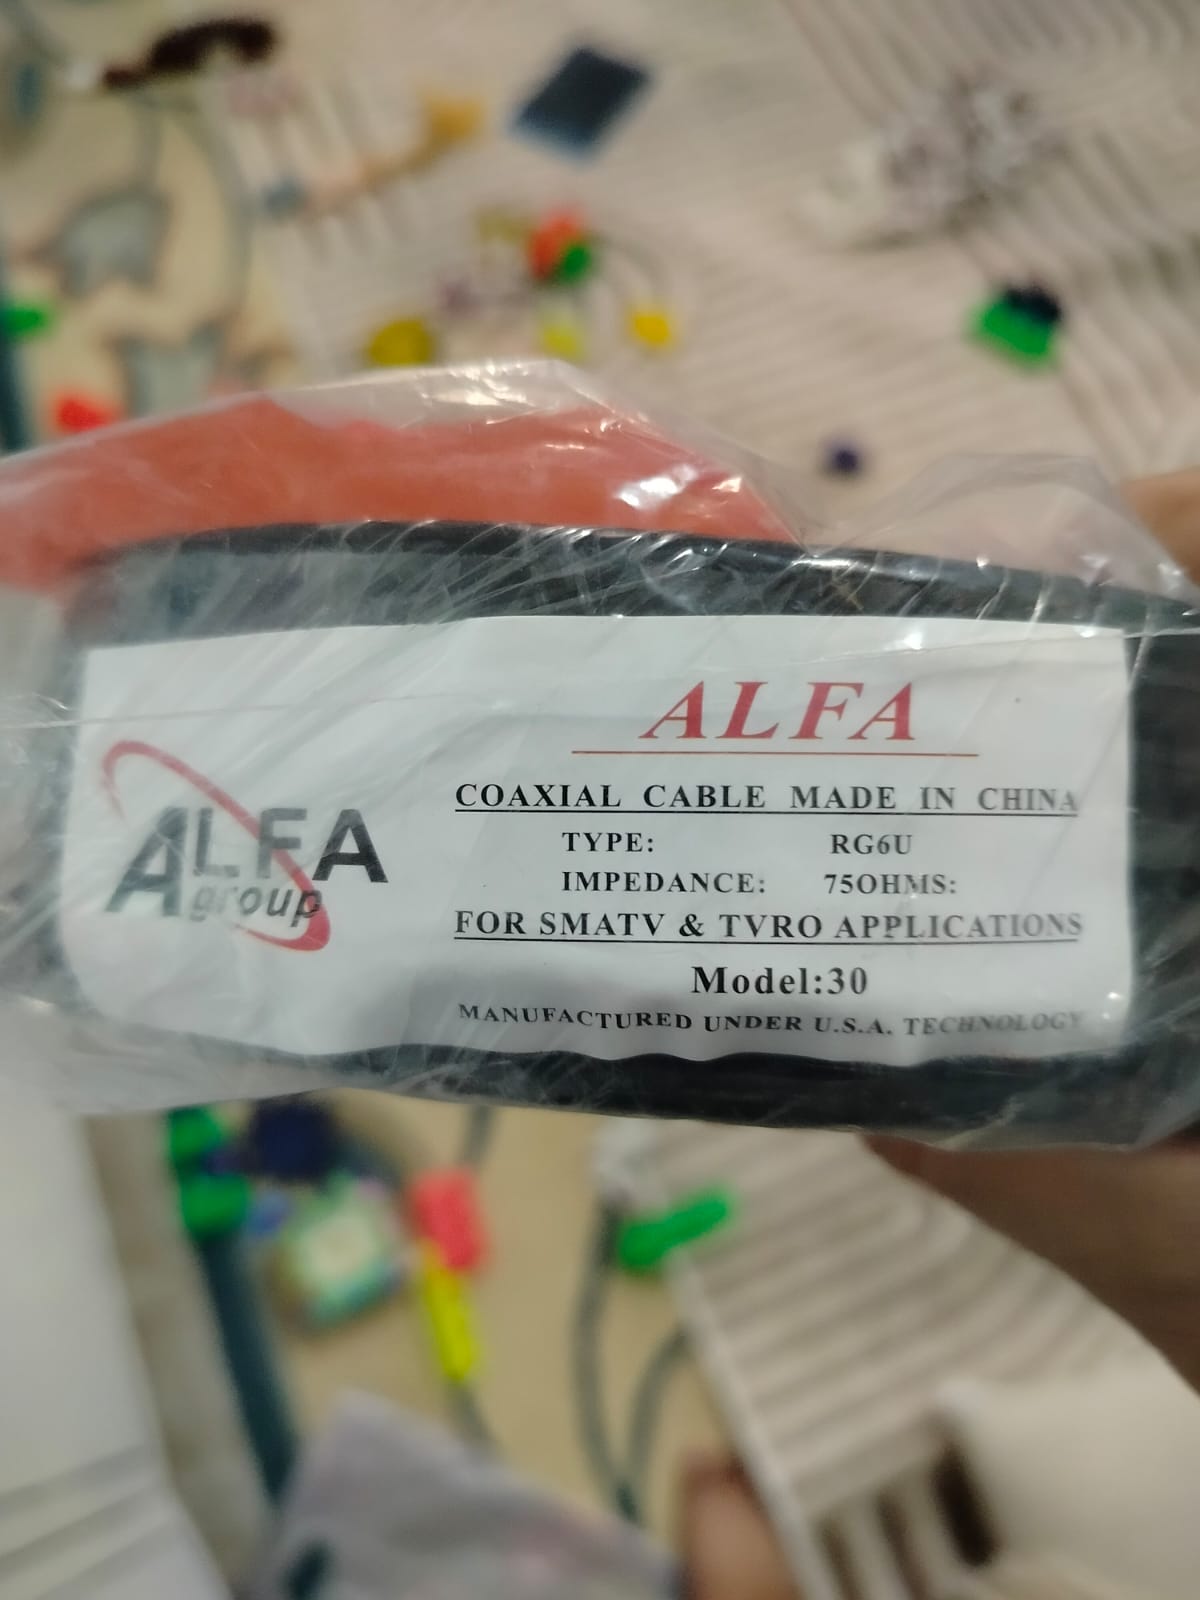 ALFA
ALFA
group
COAXIAL CABLE MADE IN CHINA
TYPE: RG6U
IMPEDANCE: 75OHMS:
FOR SMATV & TVRO APPLICATIONS
Model:30
MANUFACTURED UNDER U.S.A. TECHNOLOGY